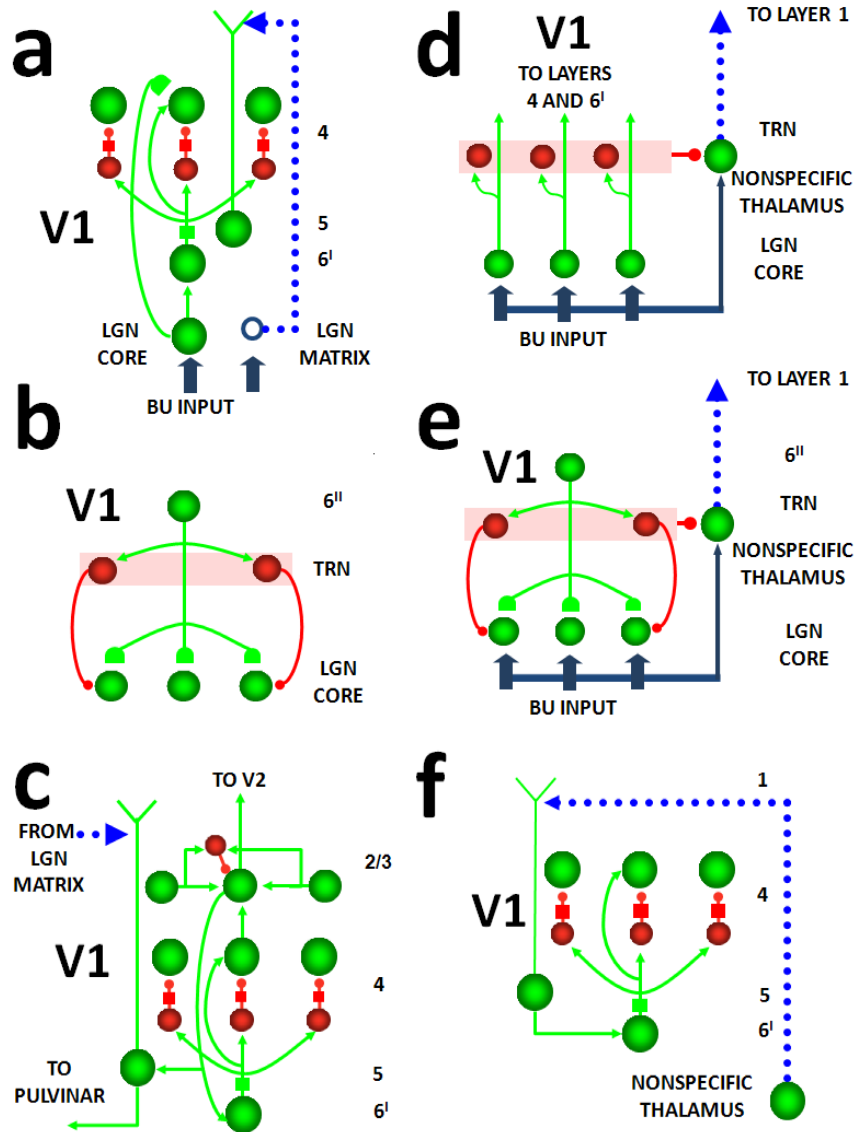 a
4
V1
5
6ᴵ
LGN
CORE
LGN
MATRIX
BU INPUT
b
V1
6ᴵᴵ
TRN
LGN
CORE
c
TO V2
FROM
LGN
MATRIX
2/3
V1
4
TO
PULVINAR
5
6ᴵ
d
V1
TO LAYER 1
TO LAYERS
4 AND 6ᴵ
TRN
NONSPECIFIC
THALAMUS
LGN
CORE
BU INPUT
e
TO LAYER 1
V1
6ᴵᴵ
TRN
NONSPECIFIC
THALAMUS
LGN
CORE
BU INPUT
f
1
V1
4
5
6ᴵ
NONSPECIFIC
THALAMUS